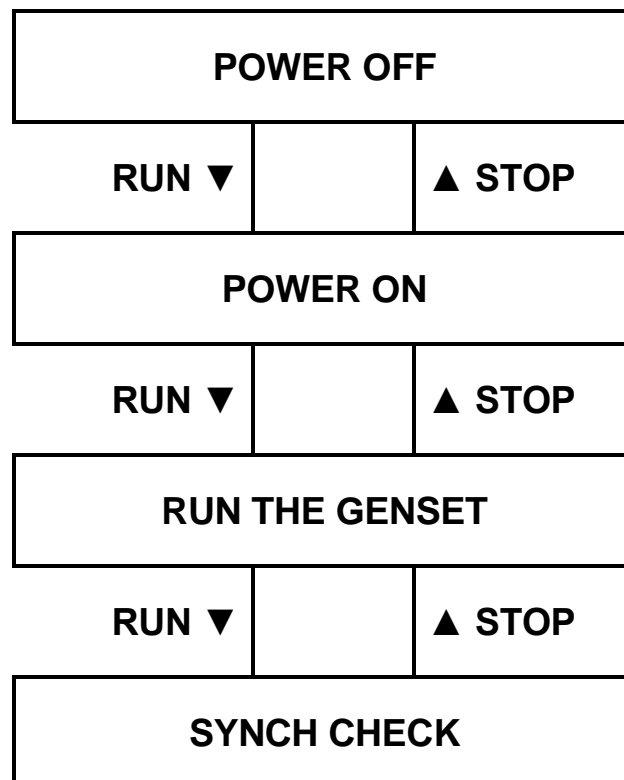 POWER OFF
RUN ▼ ▲ STOP
POWER ON
RUN ▼ ▲ STOP
RUN THE GENSET
RUN ▼ ▲ STOP
SYNCH CHECK